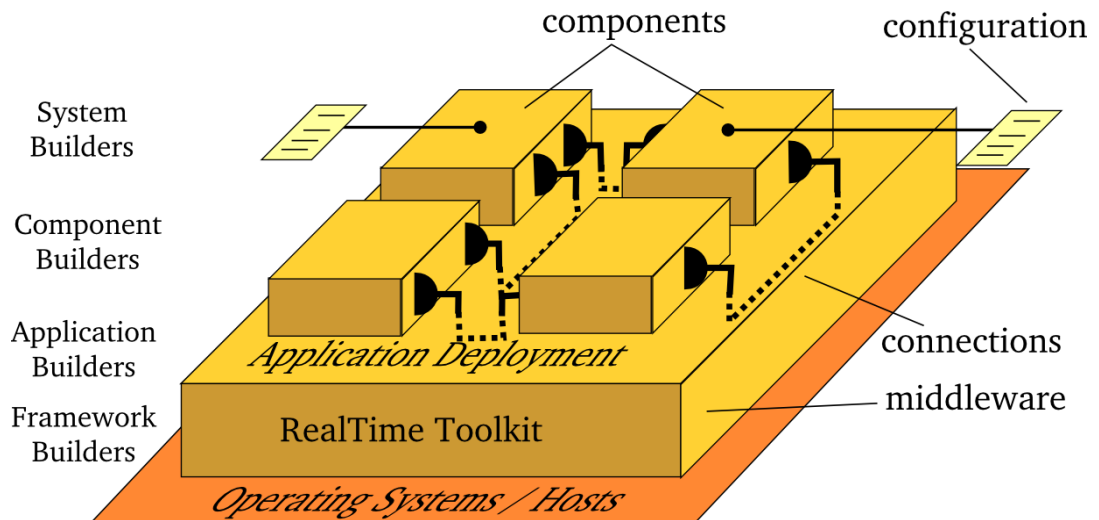 components
configuration
System
Builders
Component
Builders
Application
Builders
Application Deployment
connections
middleware
Framework
Builders
RealTime Toolkit
Operating Systems / Hosts